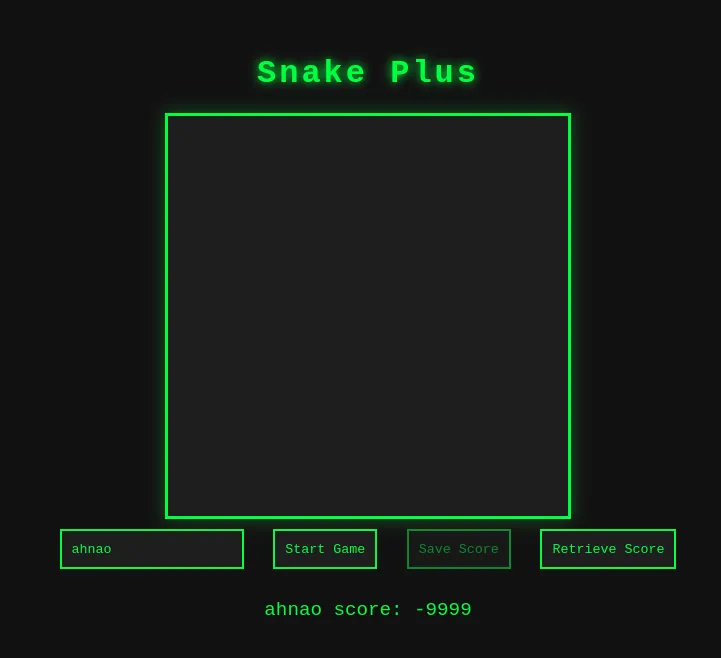 Snake Plus
ahnao Start Game Save Score Retrieve Score
ahnao score: -9999